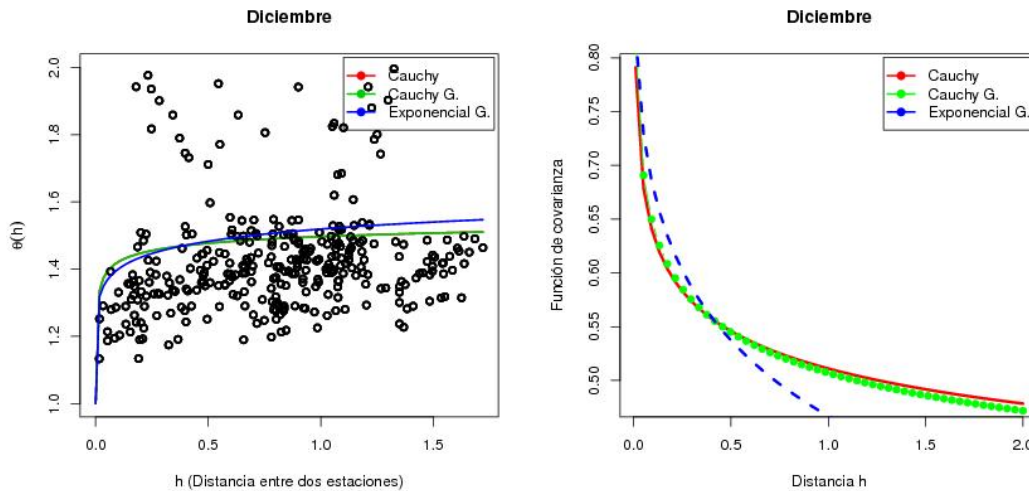 Diciembre
Cauchy
Cauchy G.
Exponencial G.
2.0
1.8
1.6
1.4
1.2
1.0
θ(h)
0.0 0.5 1.0 1.5
h (Distancia entre dos estaciones)
Diciembre
Cauchy
Cauchy G.
Exponencial G.
0.80
0.75
0.70
0.65
0.60
0.55
0.50
Función de covarianza
0.0 0.5 1.0 1.5 2.0
Distancia h